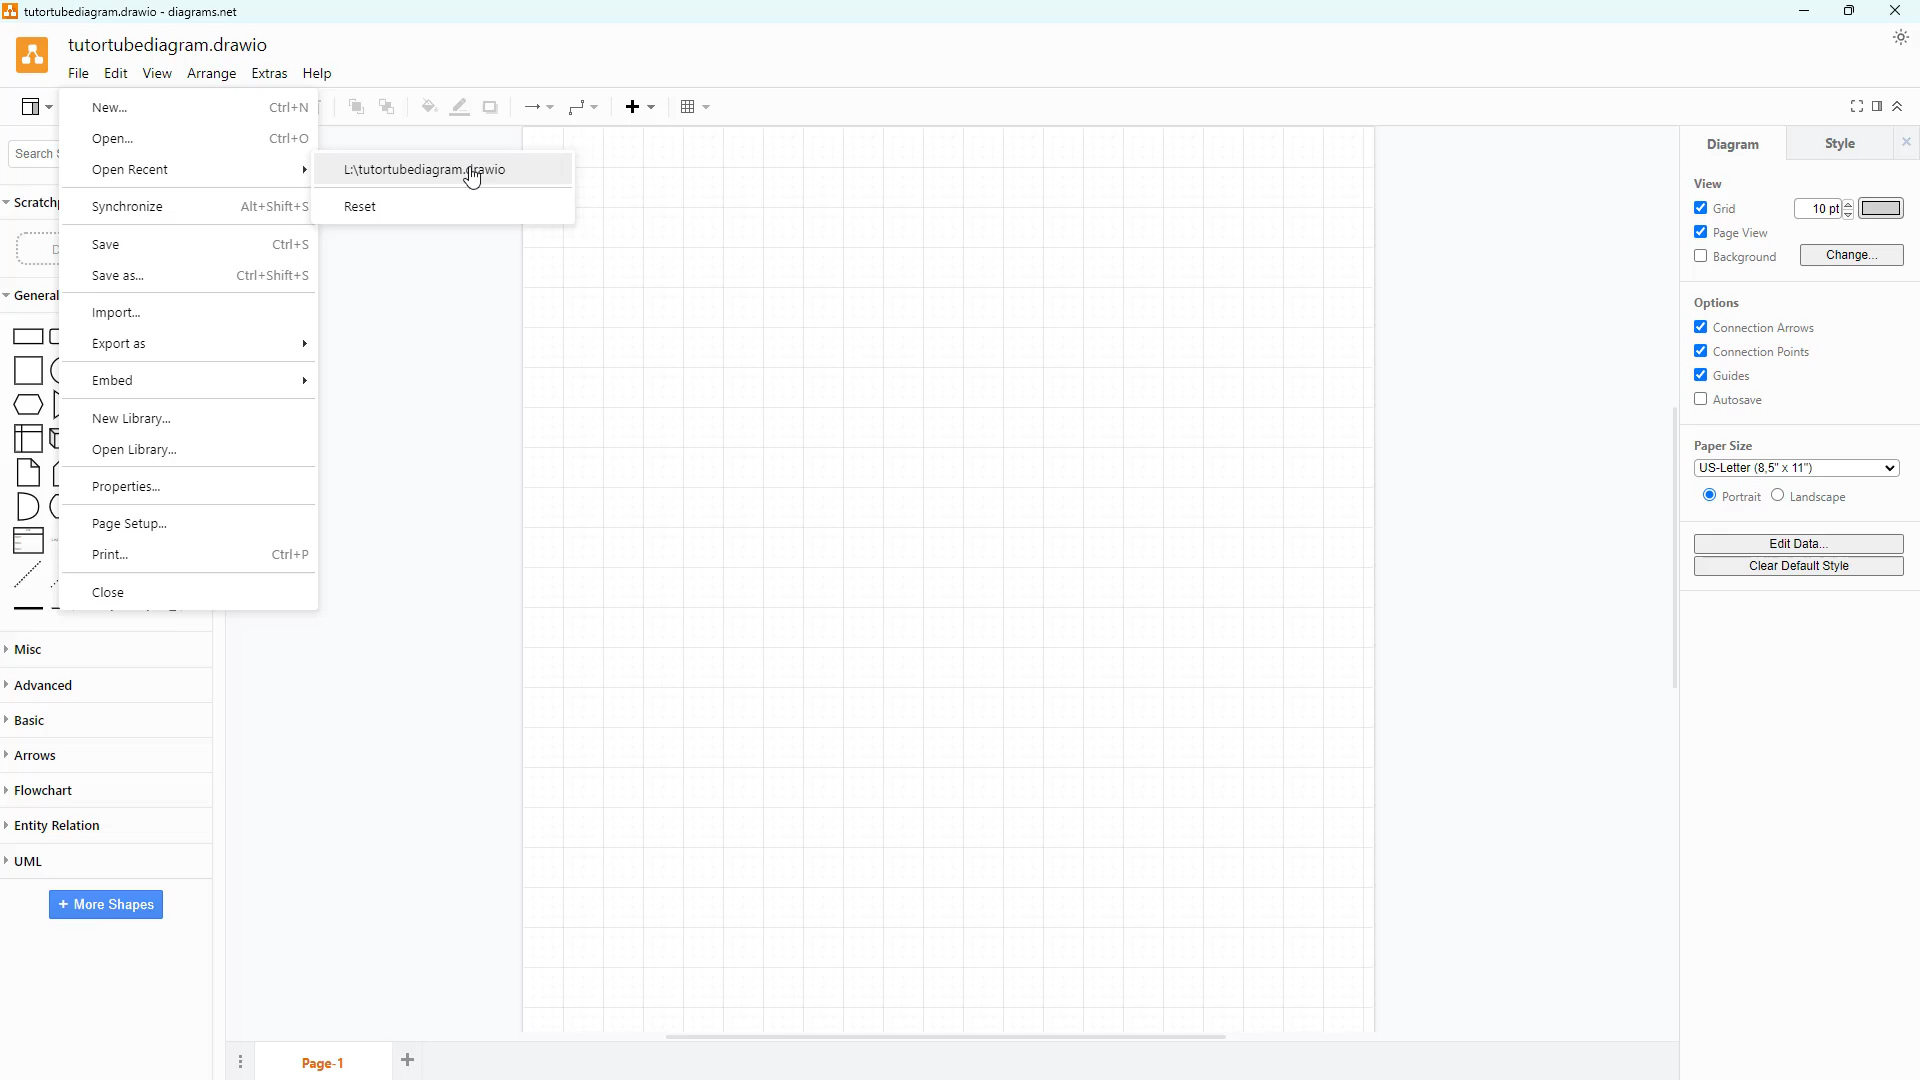 tutortubediagram.drawio - diagrams.net
tutortubediagram.drawio
File Edit View Arrange Extras Help
New... Ctrl+N
Open... Ctrl+O
Open Recent
L:\tutortubediagram.drawio
Reset
Synchronize Alt+Shift+S
Save Ctrl+S
Save as... Ctrl+Shift+S
Import...
Export as
Embed
New Library...
Open Library...
Properties...
Page Setup...
Print... Ctrl+P
Close
Search
General
Misc
Advanced
Basic
Arrows
Flowchart
Entity Relation
UML
+ More Shapes
Page-1
Diagram Style
View
Grid 10 pt
Page View
Background Change...
Options
Connection Arrows
Connection Points
Guides
Autosave
Paper Size
US-Letter (8,5" x 11")
Portrait Landscape
Edit Data...
Clear Default Style